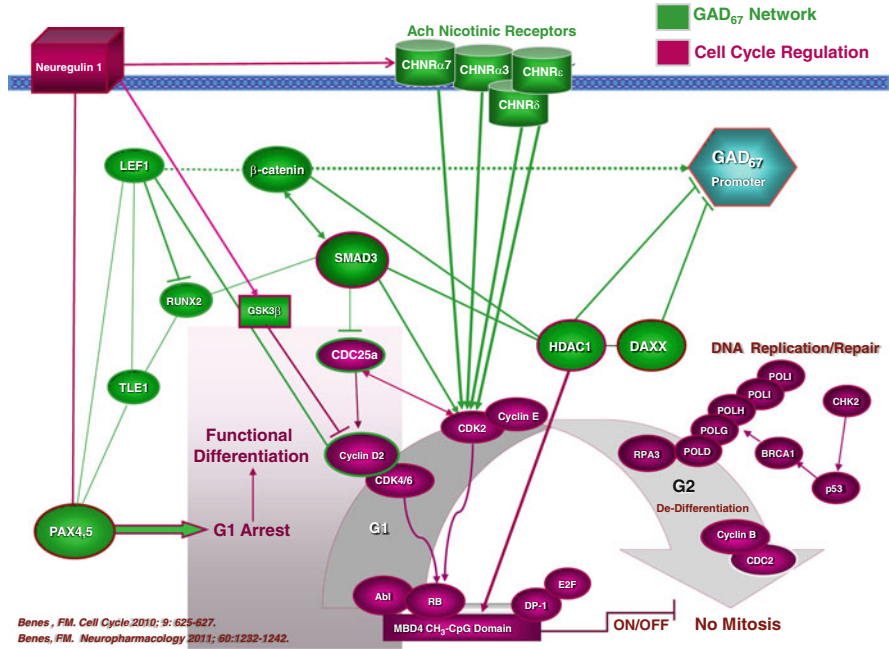 GAD67 Network
Cell Cycle Regulation
Ach Nicotinic Receptors
Neuregulin 1
CHNRα7
CHNRα3
CHNRε
CHNRδ
LEF1
β-catenin
GAD67
Promoter
SMAD3
RUNX2
GSK3β
CDC25a
HDAC1
DAXX
TLE1
DNA Replication/Repair
POLI
POLI
POLH
POLG
POLD
RPA3
CHK2
BRCA1
p53
CDK2
Cyclin E
Functional
Differentiation
Cyclin D2
CDK4/6
G2
De-Differentiation
G1
PAX4,5
G1 Arrest
Cyclin B
CDC2
Abl
RB
DP-1
E2F
MBD4 CH3-CpG Domain
ON/OFF
No Mitosis
Benes , FM. Cell Cycle 2010; 9: 625-627.
Benes, FM. Neuropharmacology 2011; 60:1232-1242.